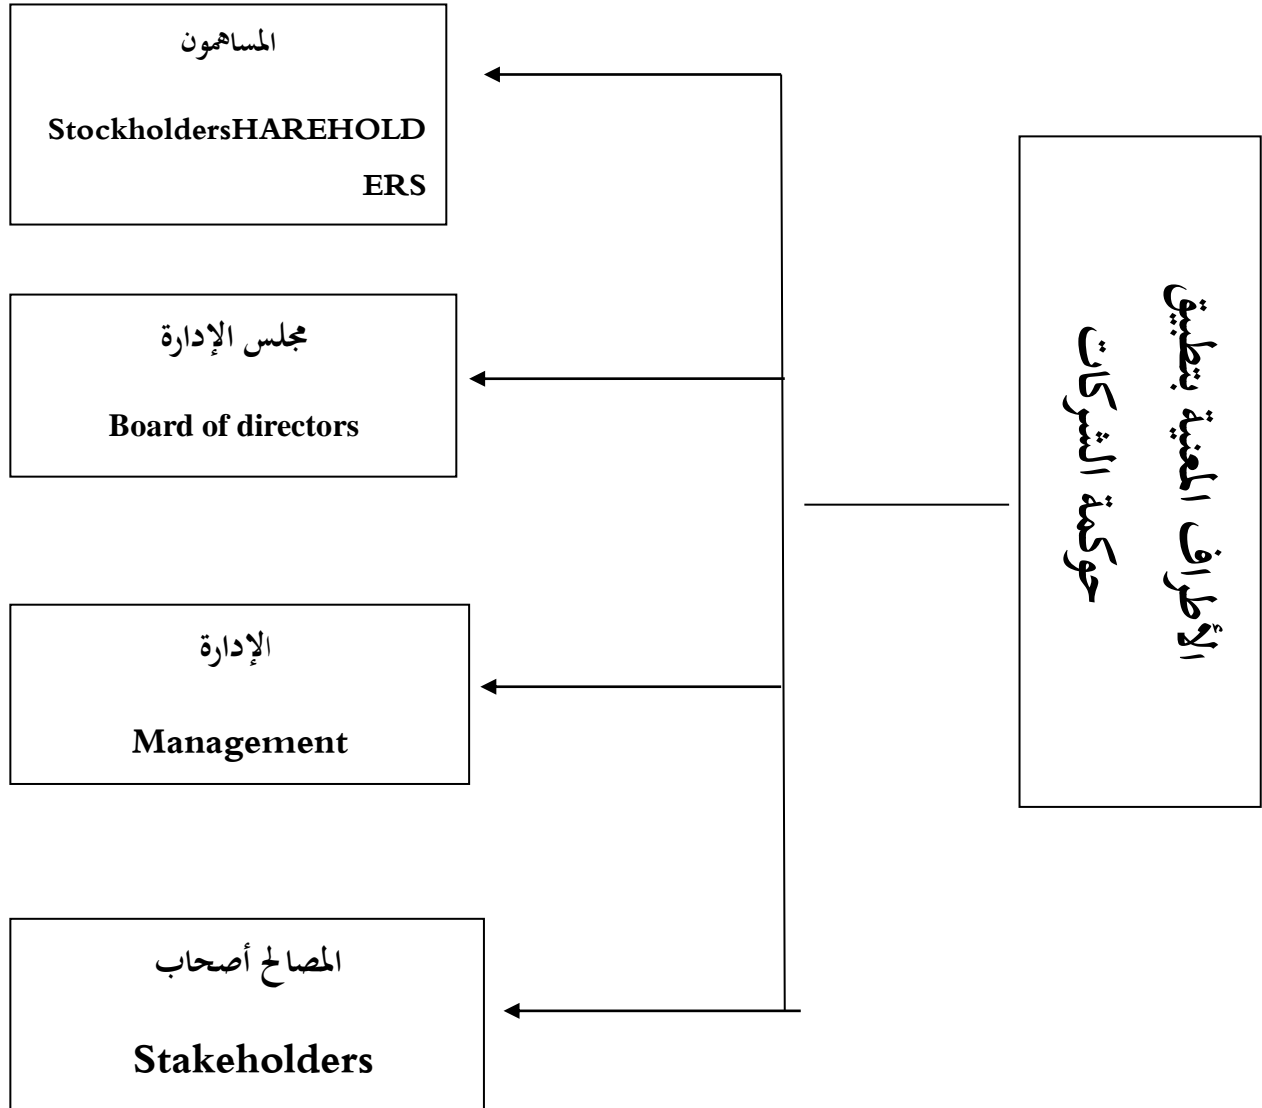 المساهمون
StockholdersHAREHOLD
ERS
الأطراف المعنية بتطبيق
حوكمة الشركات
مجلس الإدارة
Board of directors
الإدارة
Management
المصالح أصحاب
Stakeholders